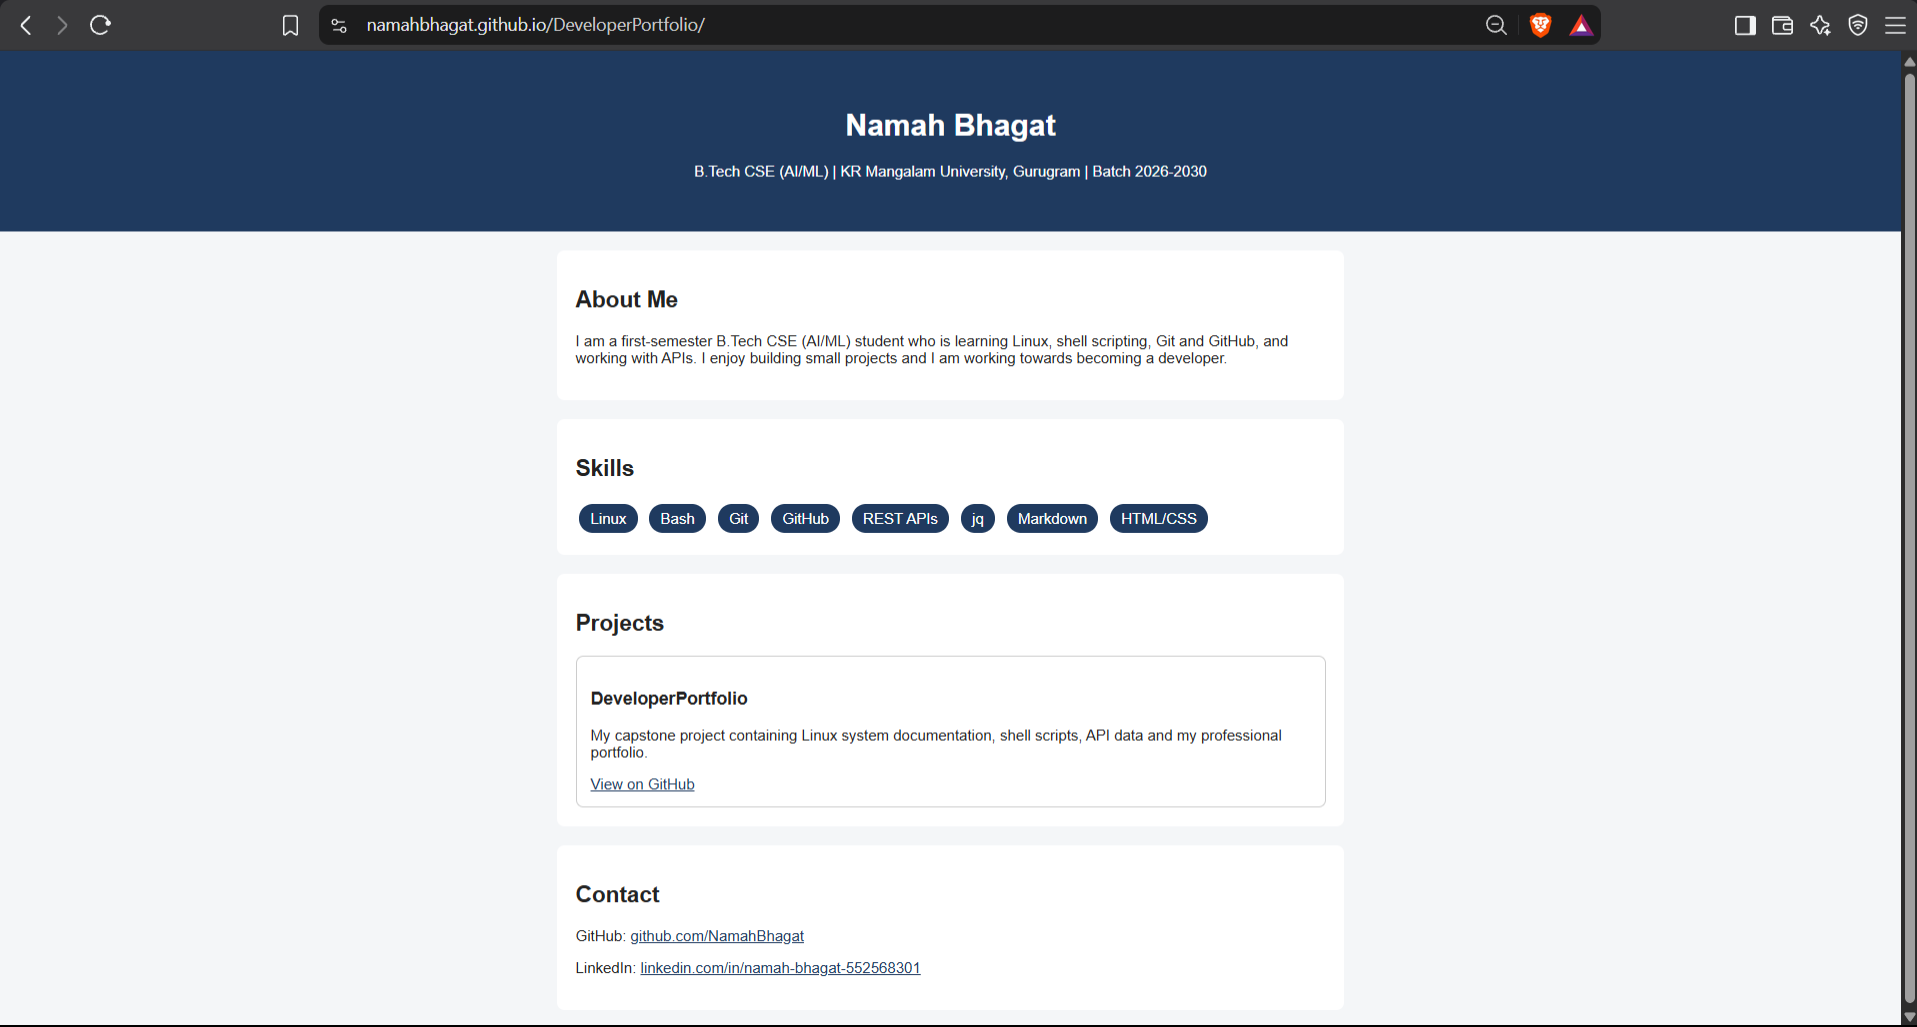 namahbhagat.github.io/DeveloperPortfolio/
Namah Bhagat
B.Tech CSE (AI/ML) | KR Mangalam University, Gurugram | Batch 2026-2030
About Me
I am a first-semester B.Tech CSE (AI/ML) student who is learning Linux, shell scripting, Git and GitHub, and
working with APIs. I enjoy building small projects and I am working towards becoming a developer.
Skills
Linux Bash Git GitHub REST APIs jq Markdown HTML/CSS
Projects
DeveloperPortfolio
My capstone project containing Linux system documentation, shell scripts, API data and my professional
portfolio.
View on GitHub
Contact
GitHub: github.com/NamahBhagat
LinkedIn: linkedin.com/in/namah-bhagat-552568301